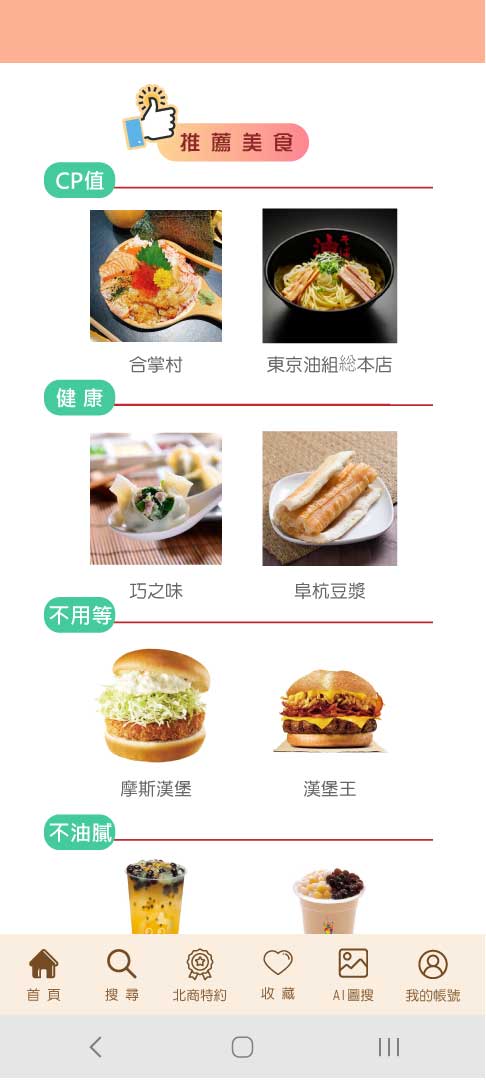 推薦美食
CP值
合掌村
東京油組総本店
健康
巧之味
阜杭豆漿
不用等
摩斯漢堡
漢堡王
不油膩
首頁
搜尋
北商特約
收藏
AI圖搜
我的帳號